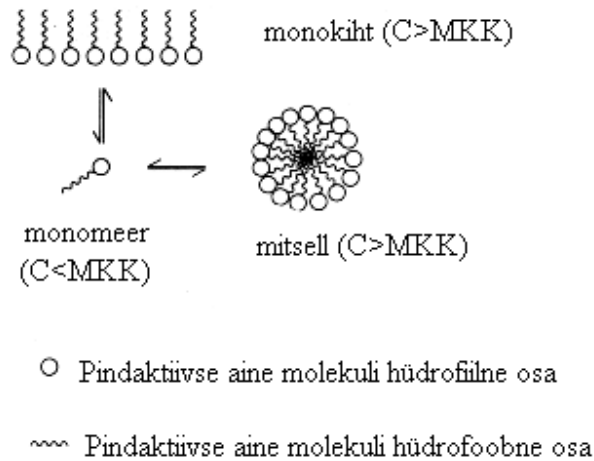 monokiht (C>MKK)
monomeer
(C<MKK)
mitsell (C>MKK)
Pindaktiivse aine molekuli hüdrofiilne osa
Pindaktiivse aine molekuli hüdrofoobne osa